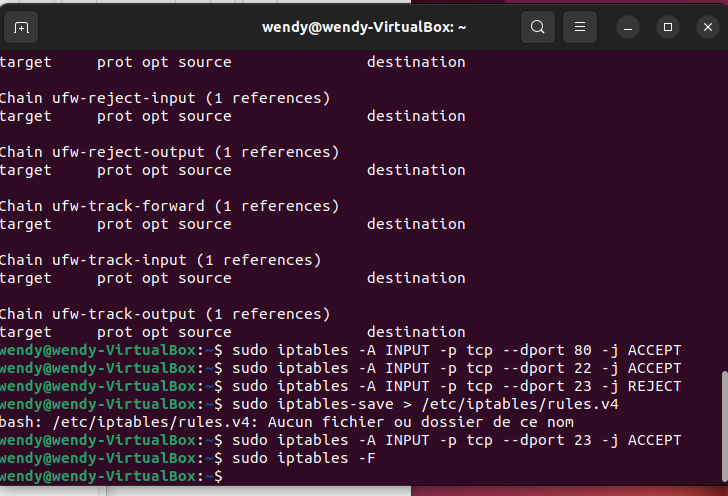 wendy@wendy-VirtualBox: ~
target     prot opt source               destination
Chain ufw-reject-input (1 references)
target     prot opt source               destination
Chain ufw-reject-output (1 references)
target     prot opt source               destination
Chain ufw-track-forward (1 references)
target     prot opt source               destination
Chain ufw-track-input (1 references)
target     prot opt source               destination
Chain ufw-track-output (1 references)
target     prot opt source               destination
wendy@wendy-VirtualBox:~$ sudo iptables -A INPUT -p tcp --dport 80 -j ACCEPT
wendy@wendy-VirtualBox:~$ sudo iptables -A INPUT -p tcp --dport 22 -j ACCEPT
wendy@wendy-VirtualBox:~$ sudo iptables -A INPUT -p tcp --dport 23 -j REJECT
wendy@wendy-VirtualBox:~$ sudo iptables-save > /etc/iptables/rules.v4
bash: /etc/iptables/rules.v4: Aucun fichier ou dossier de ce nom
wendy@wendy-VirtualBox:~$ sudo iptables -A INPUT -p tcp --dport 23 -j ACCEPT
wendy@wendy-VirtualBox:~$ sudo iptables -F
wendy@wendy-VirtualBox:~$